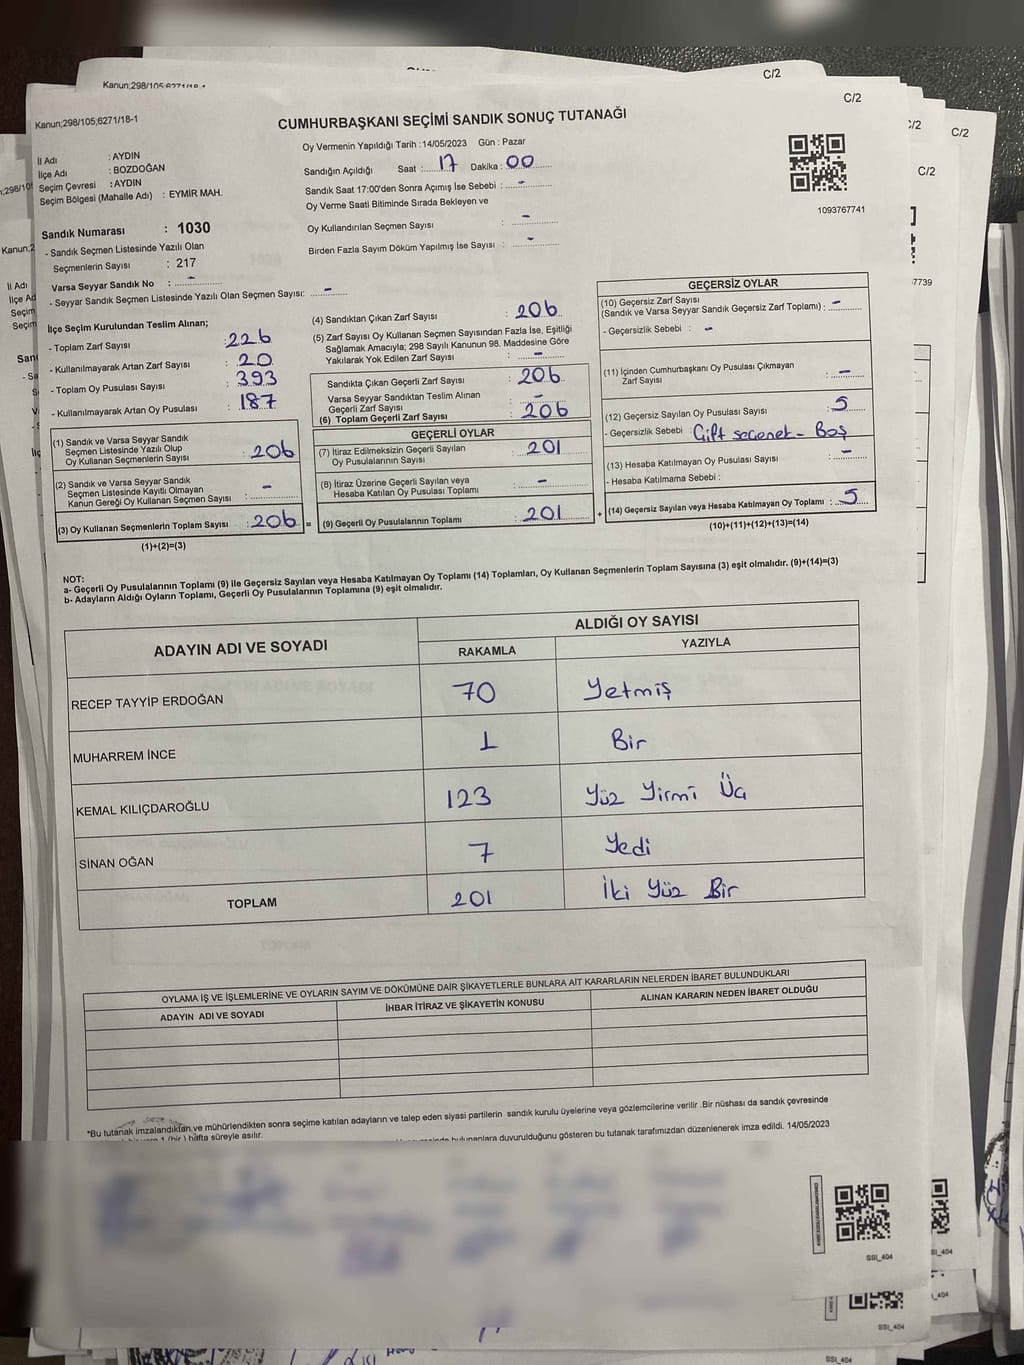 Kanun;298/105;6271/18-1
C/2
C/2
C/2
C/2
C/2
CUMHURBAŞKANI SEÇİMİ SANDIK SONUÇ TUTANAĞI
İl Adı : AYDIN
İlçe Adı : BOZDOĞAN
Seçim Çevresi : AYDIN
Seçim Bölgesi (Mahalle Adı) : EYMİR MAH.
Oy Vermenin Yapıldığı Tarih :14/05/2023 Gün : Pazar
Sandığın Açıldığı Saat : 17 Dakika : 00
Sandık Saat 17:00'den Sonra Açımış İse Sebebi : -
Oy Verme Saati Bitiminde Sırada Bekleyen ve
Oy Kullandırılan Seçmen Sayısı : -
Birden Fazla Sayım Döküm Yapılmış İse Sayısı : -
1093767741
Sandık Numarası : 1030
- Sandık Seçmen Listesinde Yazılı Olan
Seçmenlerin Sayısı : 217
Varsa Seyyar Sandık No : -
- Seyyar Sandık Seçmen Listesinde Yazılı Olan Seçmen Sayısı: -
İlçe Seçim Kurulundan Teslim Alınan;
- Toplam Zarf Sayısı : 226
- Kullanılmayarak Artan Zarf Sayısı : 20
- Toplam Oy Pusulası Sayısı : 393
- Kullanılmayarak Artan Oy Pusulası : 187
(1) Sandık ve Varsa Seyyar Sandık
Seçmen Listesinde Yazılı Olup
Oy Kullanan Seçmenlerin Sayısı : 206
(2) Sandık ve Varsa Seyyar Sandık
Seçmen Listesinde Kayıtlı Olmayan
Kanun Gereği Oy Kullanan Seçmen Sayısı : -
(3) Oy Kullanan Seçmenlerin Toplam Sayısı : 206 =
(1)+(2)=(3)
(4) Sandıktan Çıkan Zarf Sayısı : 206
(5) Zarf Sayısı Oy Kullanan Seçmen Sayısından Fazla İse, Eşitliği
Sağlamak Amacıyla; 298 Sayılı Kanunun 98. Maddesine Göre
Yakılarak Yok Edilen Zarf Sayısı : -
Sandıkta Çıkan Geçerli Zarf Sayısı : 206
Varsa Seyyar Sandıktan Teslim Alınan
Geçerli Zarf Sayısı : -
(6) Toplam Geçerli Zarf Sayısı : 206
GEÇERLİ OYLAR
(7) İtiraz Edilmeksizin Geçerli Sayılan
Oy Pusulalarının Sayısı : 201
(8) İtiraz Üzerine Geçerli Sayılan veya
Hesaba Katılan Oy Pusulası Toplamı : -
(9) Geçerli Oy Pusulalarının Toplamı : 201 +
GEÇERSİZ OYLAR
(10) Geçersiz Zarf Sayısı
(Sandık ve Varsa Seyyar Sandık Geçersiz Zarf Toplamı) : -
- Geçersizlik Sebebi : -
(11) İçinden Cumhurbaşkanı Oy Pusulası Çıkmayan
Zarf Sayısı : -
(12) Geçersiz Sayılan Oy Pusulası Sayısı : 5
- Geçersizlik Sebebi : Çift seçenek - Boş
(13) Hesaba Katılmayan Oy Pusulası Sayısı : -
- Hesaba Katılmama Sebebi :
(14) Geçersiz Sayılan veya Hesaba Katılmayan Oy Toplamı : 5
(10)+(11)+(12)+(13)=(14)
NOT:
a- Geçerli Oy Pusulalarının Toplamı (9) ile Geçersiz Sayılan veya Hesaba Katılmayan Oy Toplamı (14) Toplamları, Oy Kullanan Seçmenlerin Toplam Sayısına (3) eşit olmalıdır. (9)+(14)=(3)
b- Adayların Aldığı Oyların Toplamı, Geçerli Oy Pusulalarının Toplamına (9) eşit olmalıdır.
ADAYIN ADI VE SOYADI ALDIĞI OY SAYISI
RAKAMLA YAZIYLA
RECEP TAYYİP ERDOĞAN 70 Yetmiş
MUHARREM İNCE 1 Bir
KEMAL KILIÇDAROĞLU 123 Yüz Yirmi Üç
SİNAN OĞAN 7 Yedi
TOPLAM 201 İki Yüz Bir
OYLAMA İŞ VE İŞLEMLERİNE VE OYLARIN SAYIM VE DÖKÜMÜNE DAİR ŞİKAYETLERLE BUNLARA AİT KARARLARIN NELERDEN İBARET BULUNDUKLARI
ADAYIN ADI VE SOYADI İHBAR İTİRAZ VE ŞİKAYETİN KONUSU ALINAN KARARIN NEDEN İBARET OLDUĞU
*Bu tutanak imzalandıktan ve mühürlendikten sonra seçime katılan adayların ve talep eden siyasi partilerin sandık kurulu üyelerine veya gözlemcilerine verilir .Bir nüshası da sandık çevresinde
1 (bir ) hafta süreyle asılır.
bulunanlara duyurulduğunu gösteren bu tutanak tarafımızdan düzenlenerek imza edildi. 14/05/2023
SSI_404
SSI_404
SSI_404